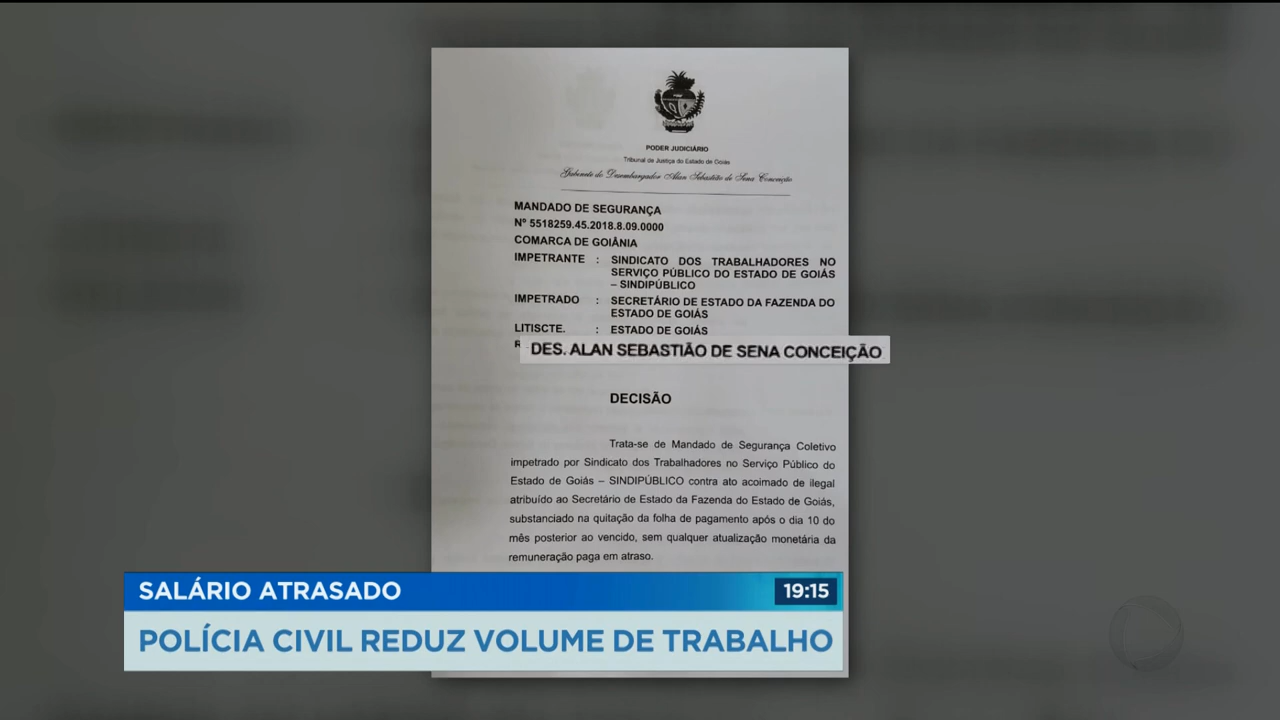 PODER JUDICIÁRIO
Tribunal de Justiça do Estado de Goiás
Gabinete do Desembargador Alan Sebastião de Sena Conceição
MANDADO DE SEGURANÇA
Nº 5518259.45.2018.8.09.0000
COMARCA DE GOIÂNIA
IMPETRANTE : SINDICATO DOS TRABALHADORES NO
SERVIÇO PÚBLICO DO ESTADO DE GOIÁS
– SINDIPÚBLICO
IMPETRADO : SECRETÁRIO DE ESTADO DA FAZENDA DO
ESTADO DE GOIÁS
LITISCTE. : ESTADO DE GOIÁS
DES. ALAN SEBASTIÃO DE SENA CONCEIÇÃO
DECISÃO
Trata-se de Mandado de Segurança Coletivo
impetrado por Sindicato dos Trabalhadores no Serviço Público do
Estado de Goiás – SINDIPÚBLICO contra ato acoimado de ilegal
atribuído ao Secretário de Estado da Fazenda do Estado de Goiás,
substanciado na quitação da folha de pagamento após o dia 10 do
mês posterior ao vencido, sem qualquer atualização monetária da
remuneração paga em atraso.
SALÁRIO ATRASADO 19:15
POLÍCIA CIVIL REDUZ VOLUME DE TRABALHO